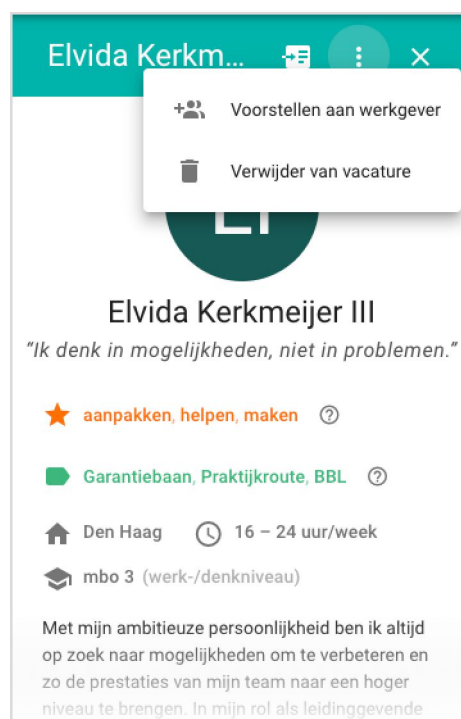 Elvida Kerkm...
Voorstellen aan werkgever
Verwijder van vacature
Elvida Kerkmeijer III
“Ik denk in mogelijkheden, niet in problemen.”
aanpakken, helpen, maken
Garantiebaan, Praktijkroute, BBL
Den Haag 16 – 24 uur/week
mbo 3 (werk-/denkniveau)
Met mijn ambitieuze persoonlijkheid ben ik altijd
op zoek naar mogelijkheden om te verbeteren en
zo de prestaties van mijn team naar een hoger
niveau te brengen. In mijn rol als leidinggevende